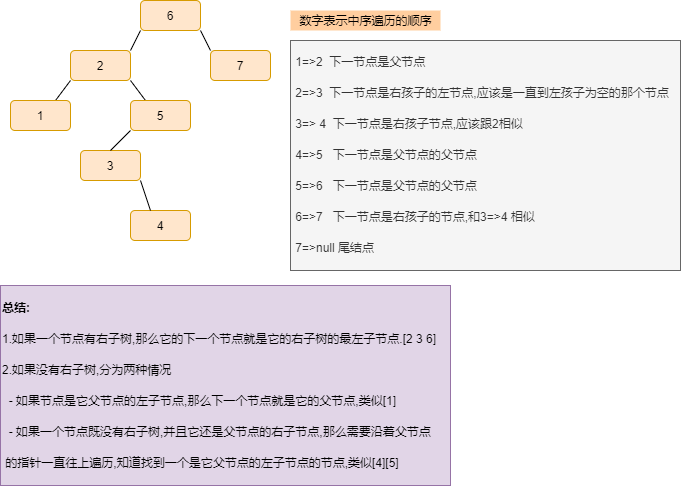 6
数字表示中序遍历的顺序
2
7
1
5
3
4
1=>2 下一节点是父节点
2=>3 下一节点是右孩子的左节点,应该是一直到左孩子为空的那个节点
3=> 4 下一节点是右孩子节点,应该跟2相似
4=>5 下一节点是父节点的父节点
5=>6 下一节点是父节点的父节点
6=>7 下一节点是右孩子的节点,和3=>4 相似
7=>null 尾结点
总结:
1.如果一个节点有右子树,那么它的下一个节点就是它的右子树的最左子节点.[2 3 6]
2.如果没有右子树,分为两种情况
- 如果节点是它父节点的左子节点,那么下一个节点就是它的父节点,类似[1]
- 如果一个节点既没有右子树,并且它还是父节点的右子节点,那么需要沿着父节点
的指针一直往上遍历,知道找到一个是它父节点的左子节点的节点,类似[4][5]